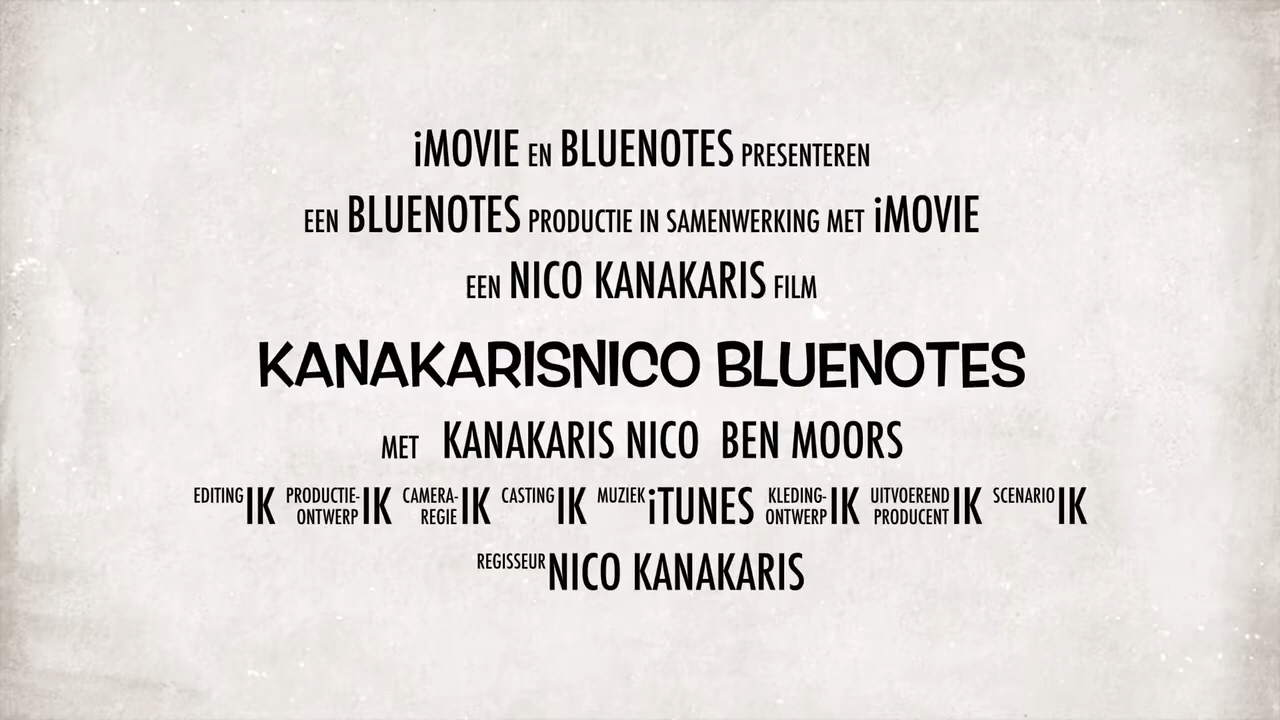 iMOVIE EN BLUENOTES PRESENTEREN
EEN BLUENOTES PRODUCTIE IN SAMENWERKING MET iMOVIE
EEN NICO KANAKARIS FILM
KANAKARISNICO BLUENOTES
MET KANAKARIS NICO BEN MOORS
EDITING IK PRODUCTIE-ONTWERP IK CAMERA-REGIE IK CASTING IK MUZIEK iTUNES KLEDING-ONTWERP IK UITVOEREND PRODUCENT IK SCENARIO IK
REGISSEUR NICO KANAKARIS